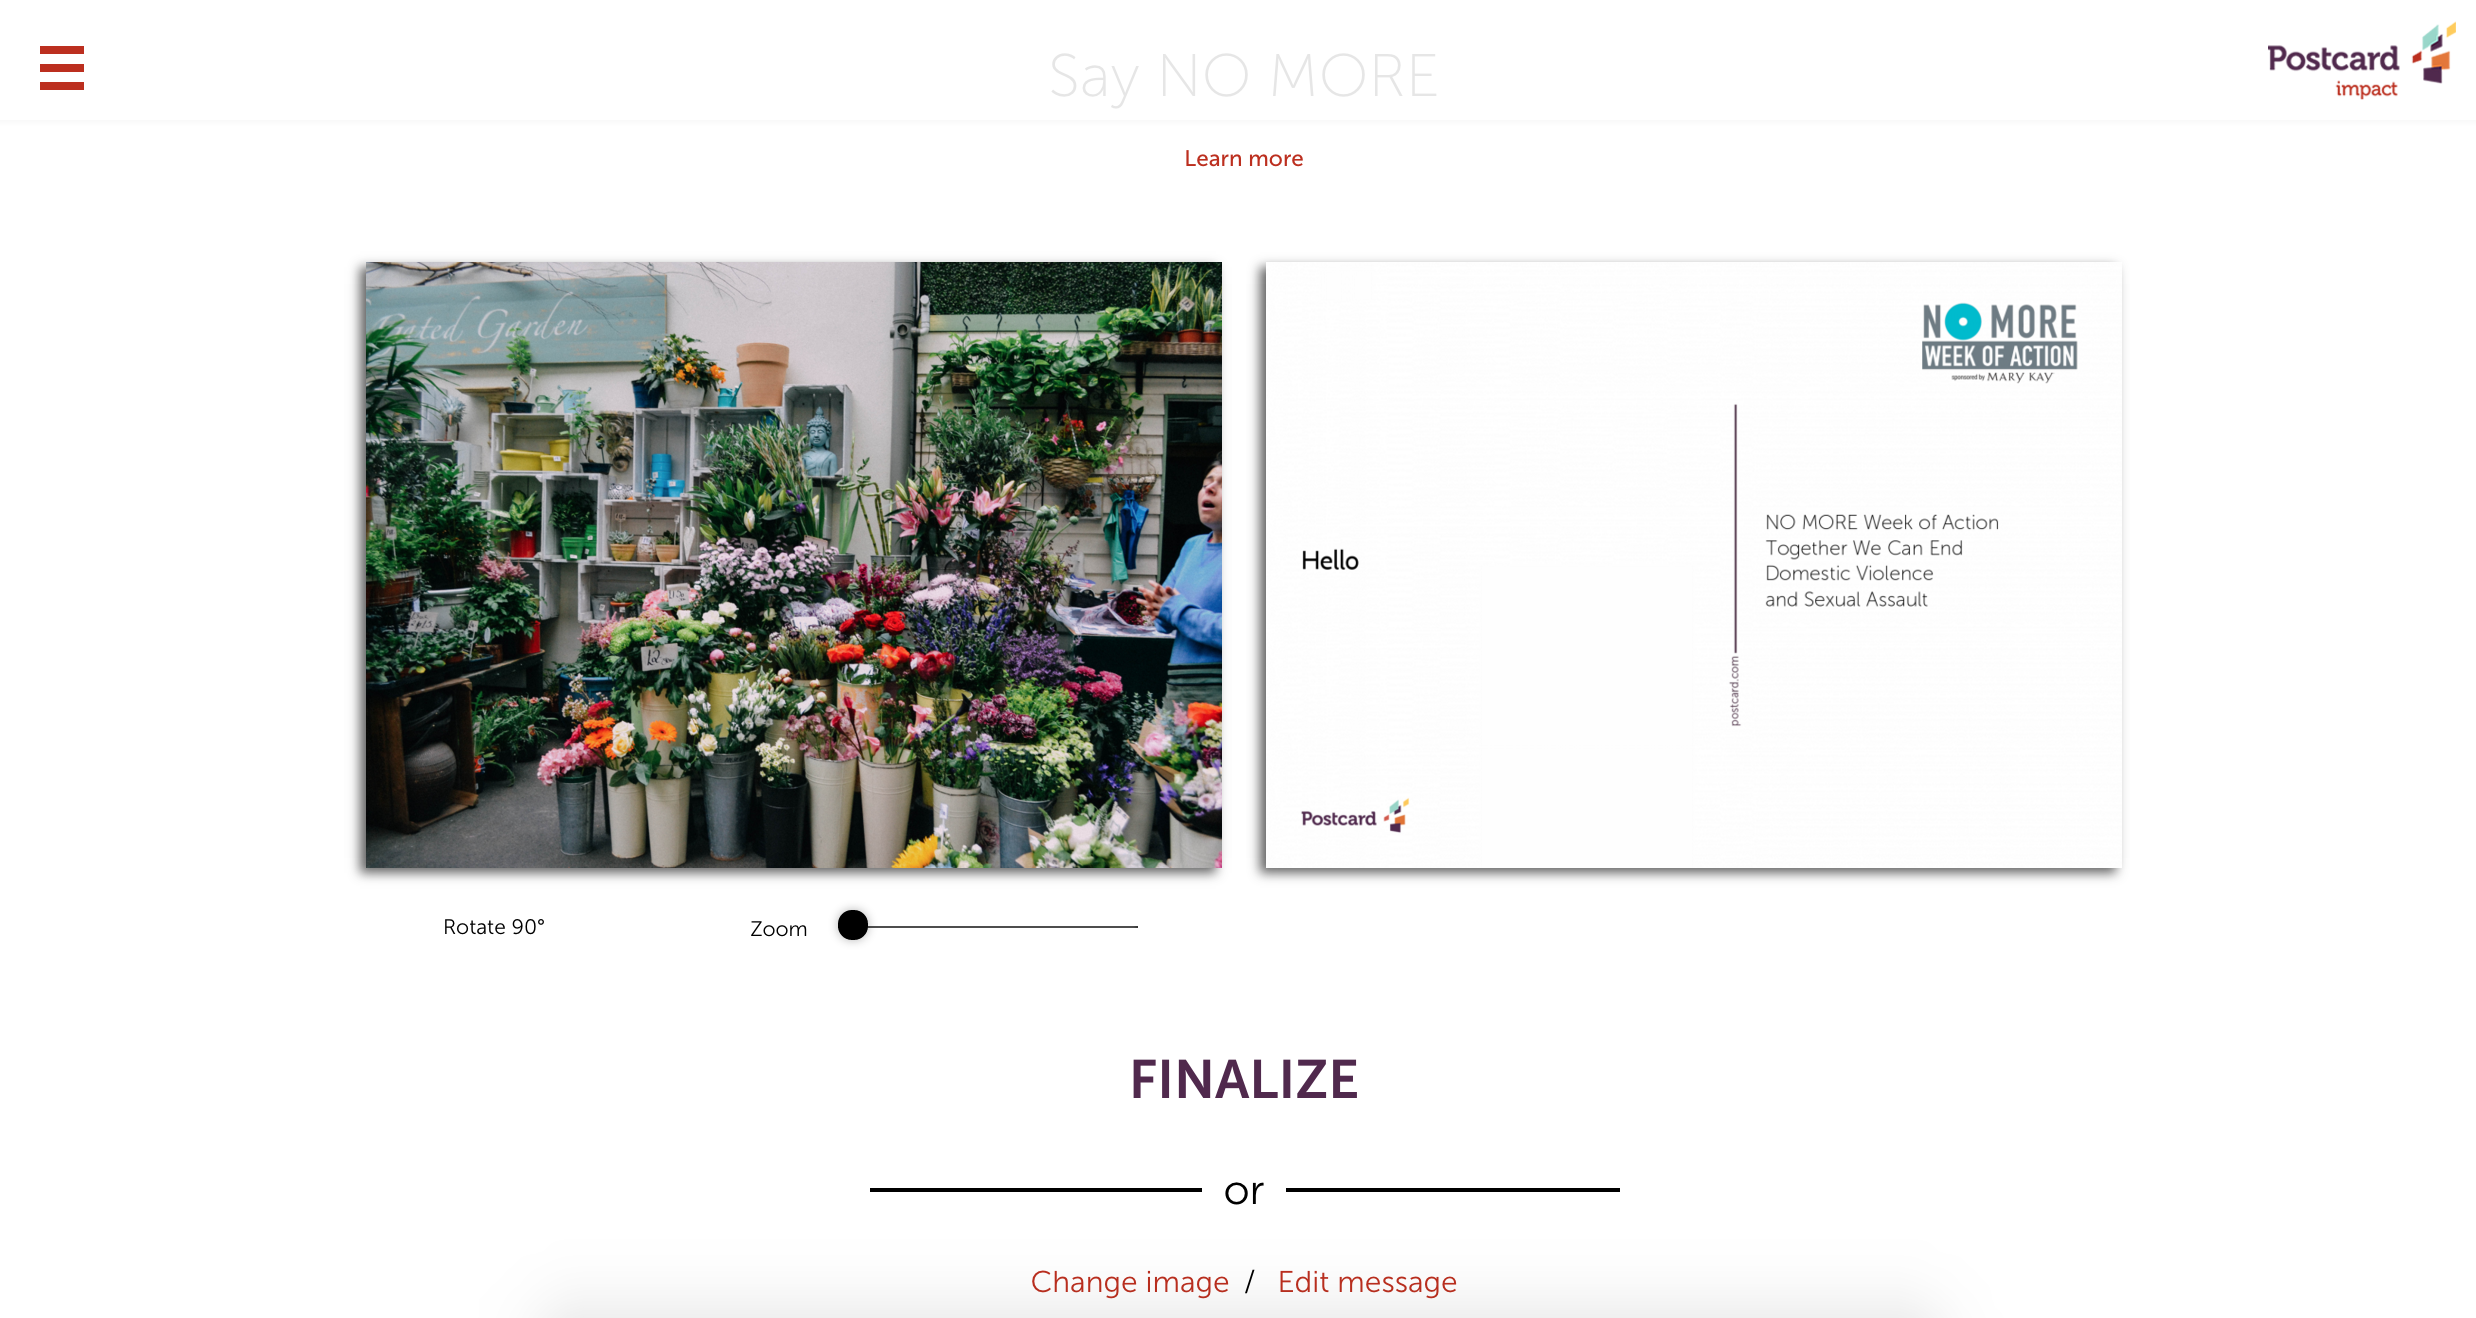 Say NO MORE
Postcard
impact
Learn more
Gated Garden
NO MORE
WEEK OF ACTION
sponsored by MARY KAY
Hello
NO MORE Week of Action
Together We Can End
Domestic Violence
and Sexual Assault
postcard.com
Postcard
Rotate 90°
Zoom
FINALIZE
or
Change image / Edit message